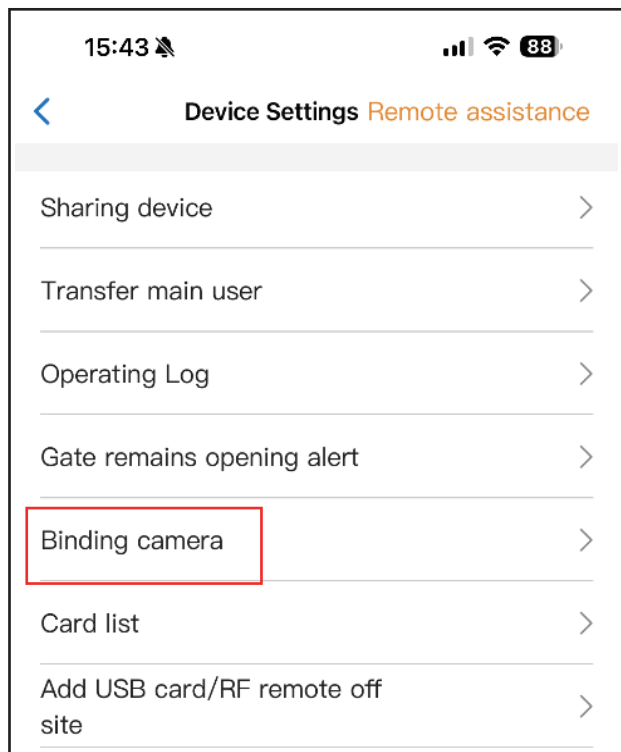 15:43
88
Device Settings Remote assistance
Sharing device
Transfer main user
Operating Log
Gate remains opening alert
Binding camera
Card list
Add USB card/RF remote off
site